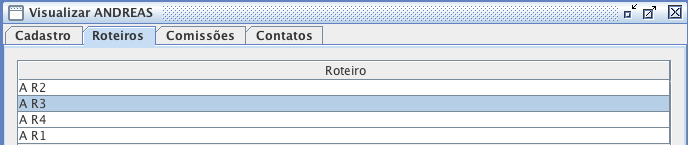 Visualizar ANDREAS
Cadastro Roteiros Comissões Contatos
Roteiro
A R2
A R3
A R4
A R1